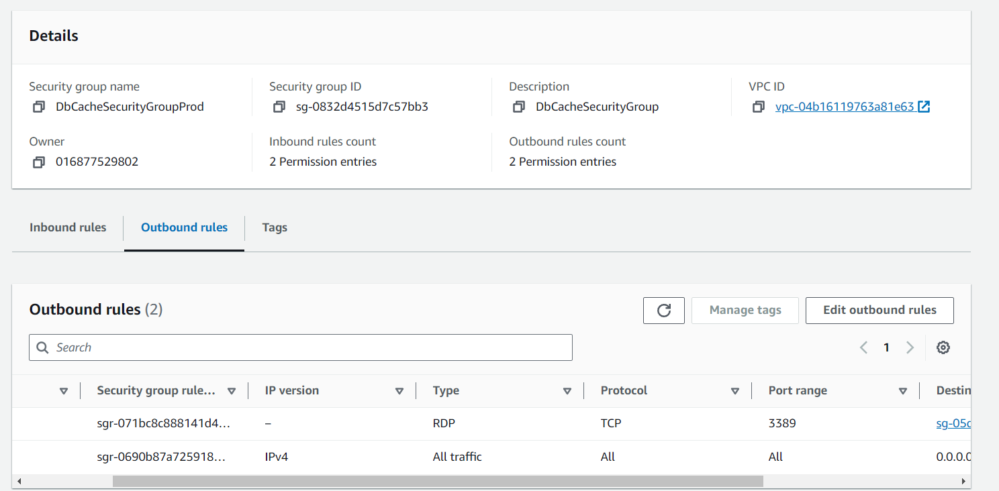 Details
Security group name
DbCacheSecurityGroupProd
Security group ID
sg-0832d4515d7c57bb3
Description
DbCacheSecurityGroup
VPC ID
vpc-04b16119763a81e63
Owner
016877529802
Inbound rules count
2 Permission entries
Outbound rules count
2 Permission entries
Inbound rules Outbound rules Tags
Outbound rules (2) Manage tags Edit outbound rules
Search 1
Security group rule... IP version Type Protocol Port range Destin
sgr-071bc8c888141d4... – RDP TCP 3389 sg-05
sgr-0690b87a725918... IPv4 All traffic All All 0.0.0.0